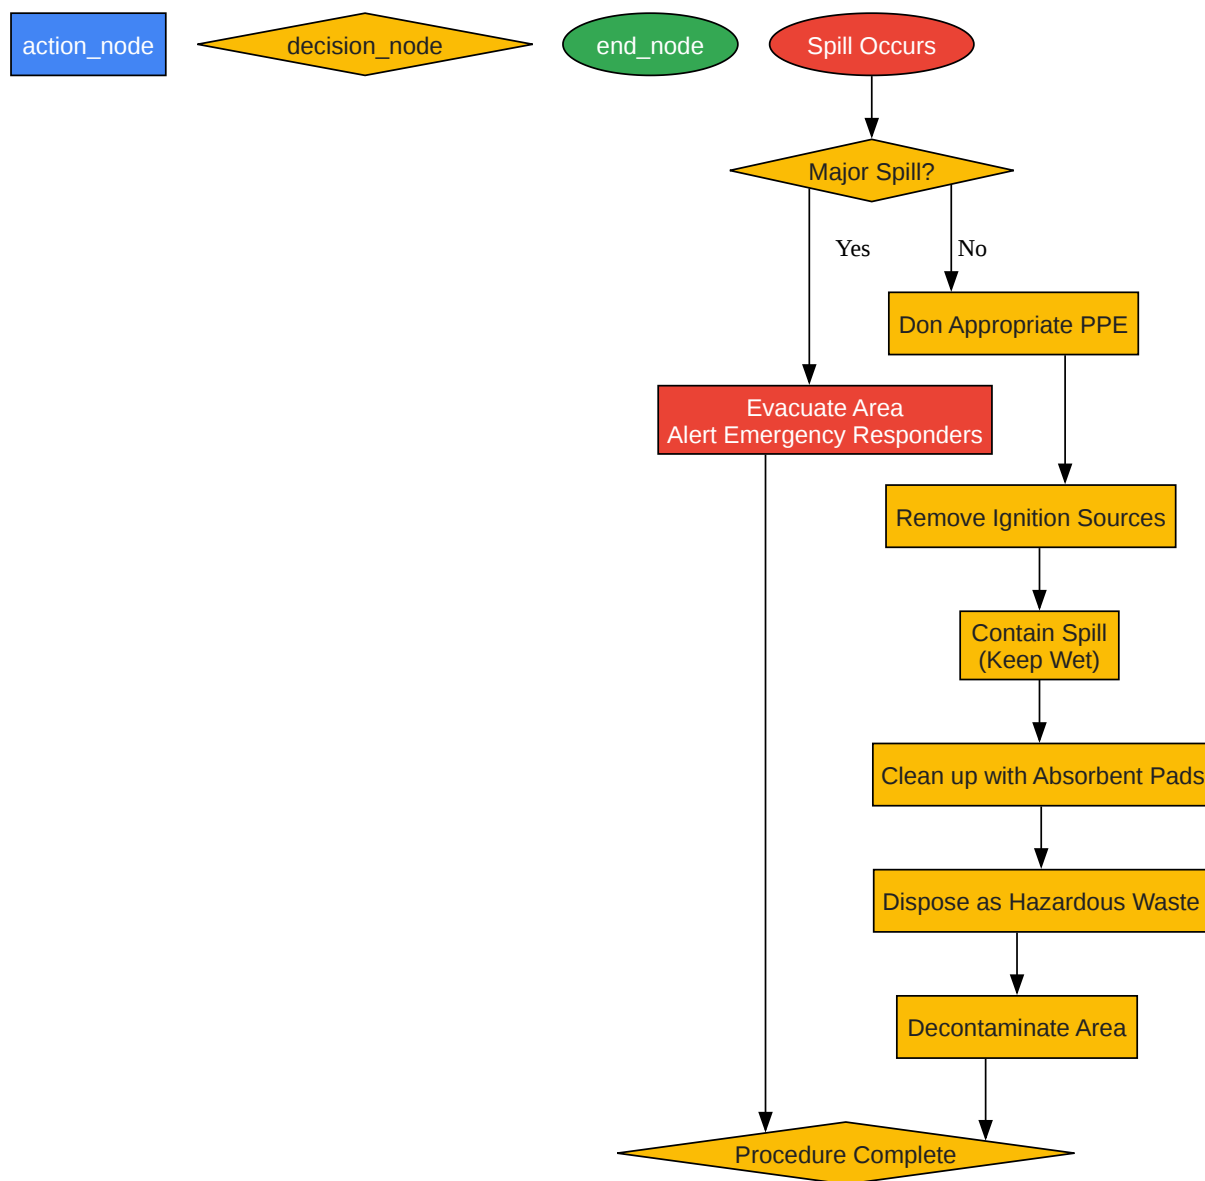 action_node
decision_node
end_node
Spill Occurs
Major Spill?
Yes
No
Don Appropriate PPE
Evacuate Area
Alert Emergency Responders
Remove Ignition Sources
Contain Spill
(Keep Wet)
Clean up with Absorbent Pads
Dispose as Hazardous Waste
Decontaminate Area
Procedure Complete